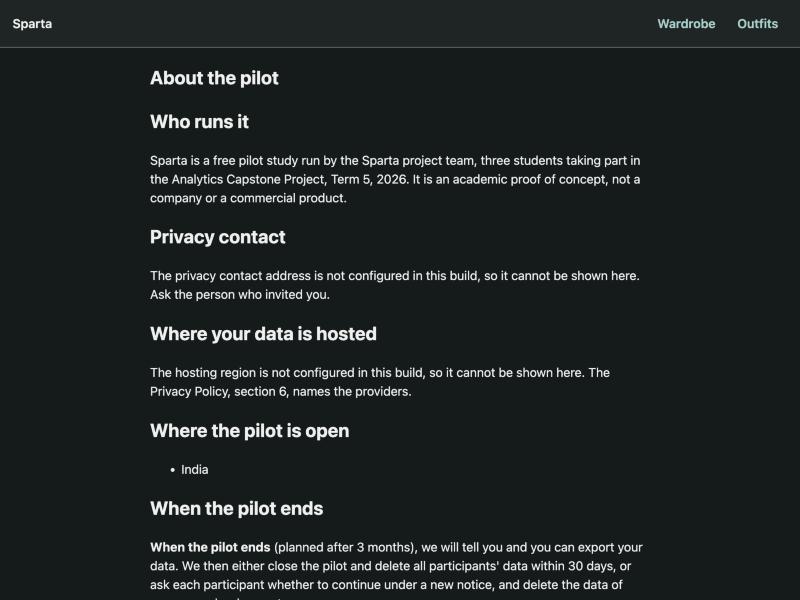 Sparta
Wardrobe
Outfits
About the pilot
Who runs it
Sparta is a free pilot study run by the Sparta project team, three students taking part in
the Analytics Capstone Project, Term 5, 2026. It is an academic proof of concept, not a
company or a commercial product.
Privacy contact
The privacy contact address is not configured in this build, so it cannot be shown here.
Ask the person who invited you.
Where your data is hosted
The hosting region is not configured in this build, so it cannot be shown here. The
Privacy Policy, section 6, names the providers.
Where the pilot is open
• India
When the pilot ends
When the pilot ends (planned after 3 months), we will tell you and you can export your
data. We then either close the pilot and delete all participants' data within 30 days, or
ask each participant whether to continue under a new notice, and delete the data of